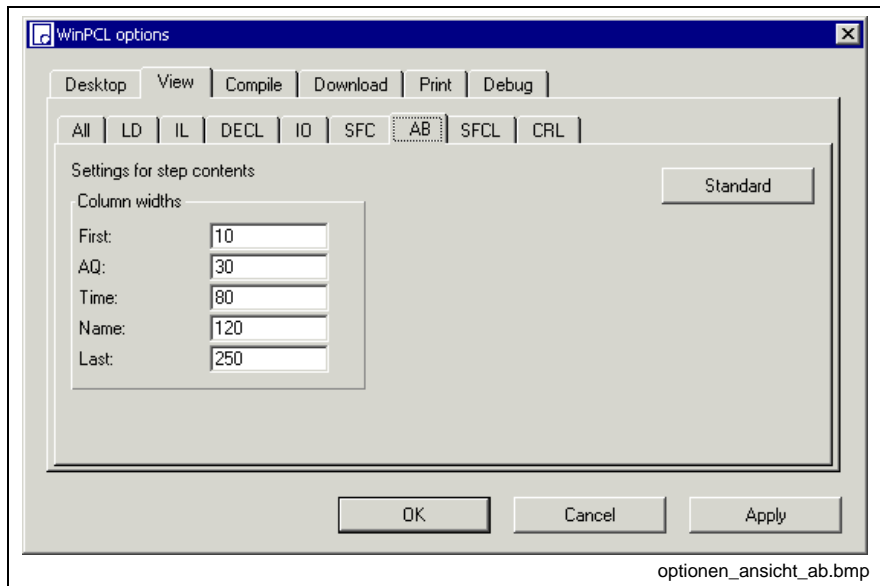 WinPCL options
Desktop View Compile Download Print Debug
All LD IL DECL IO SFC AB SFCL CRL
Settings for step contents
Standard
Column widths
First: 10
AQ: 30
Time: 80
Name: 120
Last: 250
OK Cancel Apply
optionen_ansicht_ab.bmp